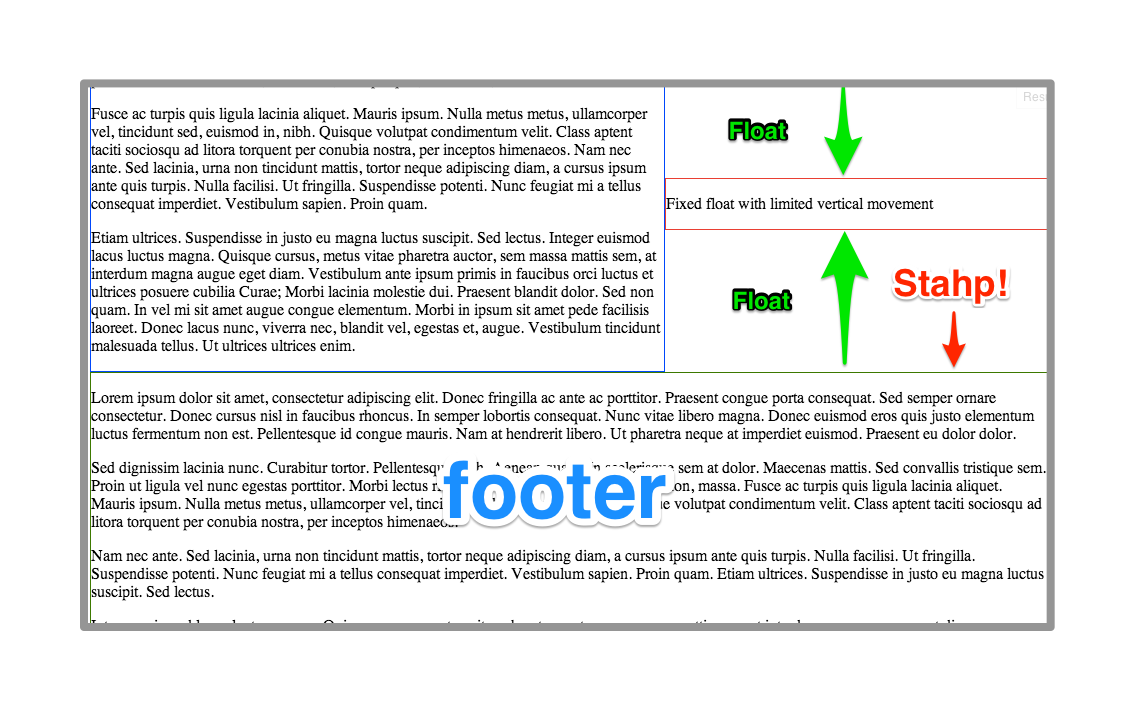 Fusce ac turpis quis ligula lacinia aliquet. Mauris ipsum. Nulla metus metus, ullamcorper
vel, tincidunt sed, euismod in, nibh. Quisque volutpat condimentum velit. Class aptent
taciti sociosqu ad litora torquent per conubia nostra, per inceptos himenaeos. Nam nec
ante. Sed lacinia, urna non tincidunt mattis, tortor neque adipiscing diam, a cursus ipsum
ante quis turpis. Nulla facilisi. Ut fringilla. Suspendisse potenti. Nunc feugiat mi a tellus
consequat imperdiet. Vestibulum sapien. Proin quam.
Etiam ultrices. Suspendisse in justo eu magna luctus suscipit. Sed lectus. Integer euismod
lacus luctus magna. Quisque cursus, metus vitae pharetra auctor, sem massa mattis sem, at
interdum magna augue eget diam. Vestibulum ante ipsum primis in faucibus orci luctus et
ultrices posuere cubilia Curae; Morbi lacinia molestie dui. Praesent blandit dolor. Sed non
quam. In vel mi sit amet augue congue elementum. Morbi in ipsum sit amet pede facilisis
laoreet. Donec lacus nunc, viverra nec, blandit vel, egestas et, augue. Vestibulum tincidunt
malesuada tellus. Ut ultrices ultrices enim.
Float
Fixed float with limited vertical movement
Float
Stahp!
Lorem ipsum dolor sit amet, consectetur adipiscing elit. Donec fringilla ac ante ac porttitor. Praesent congue porta consequat. Sed semper ornare
consectetur. Donec cursus nisl in faucibus rhoncus. In semper lobortis consequat. Nunc vitae libero magna. Donec euismod eros quis justo elementum
luctus fermentum non est. Pellentesque id congue mauris. Nam at hendrerit libero. Ut pharetra neque at imperdiet euismod. Praesent eu dolor dolor.
Sed dignissim lacinia nunc. Curabitur tortor. sem at dolor. Maecenas mattis. Sed convallis tristique sem.
Proin ut ligula vel nunc egestas porttitor. Morbi lectus massa. Fusce ac turpis quis ligula lacinia aliquet.
Mauris ipsum. Nulla metus metus, ullamcorper vel, volutpat condimentum velit. Class aptent taciti sociosqu ad
litora torquent per conubia nostra, per inceptos himenaeos.
footer
Nam nec ante. Sed lacinia, urna non tincidunt mattis, tortor neque adipiscing diam, a cursus ipsum ante quis turpis. Nulla facilisi. Ut fringilla.
Suspendisse potenti. Nunc feugiat mi a tellus consequat imperdiet. Vestibulum sapien. Proin quam. Etiam ultrices. Suspendisse in justo eu magna luctus
suscipit. Sed lectus.